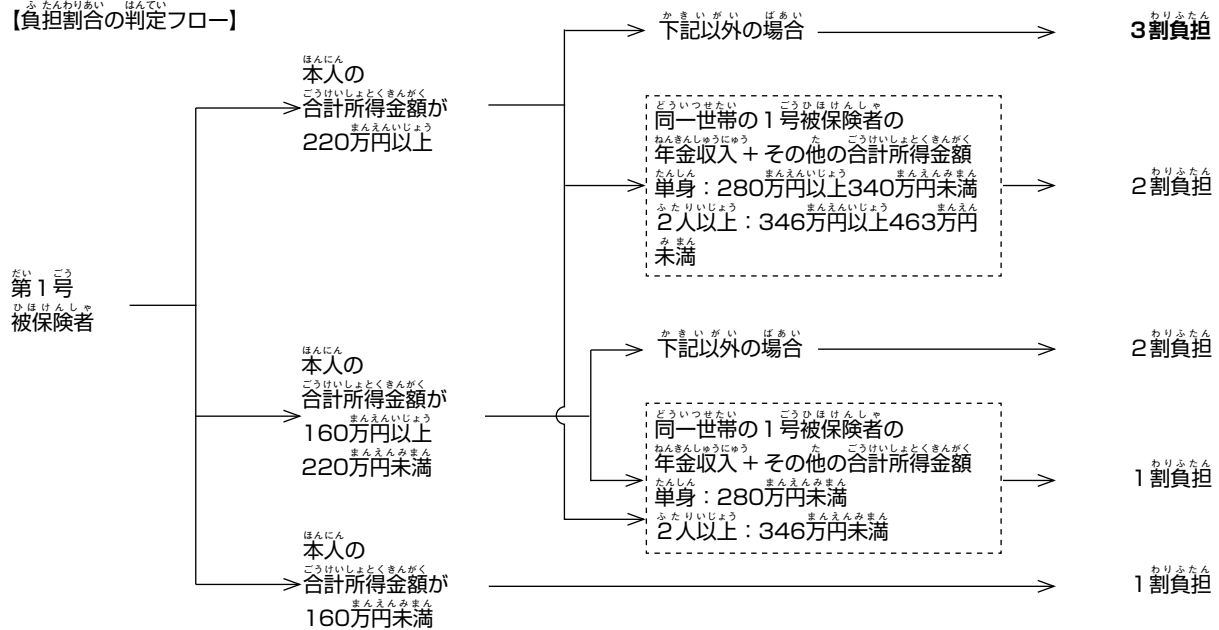 【負担割合の判定フロー】
下記以外の場合
3割負担
本人の
合計所得金額が
220万円以上
同一世帯の1号被保険者の
年金収入+その他の合計所得金額
単身：280万円以上340万円未満
2人以上：346万円以上463万円
未満
2割負担
第1号
被保険者
下記以外の場合
2割負担
本人の
合計所得金額が
160万円以上
220万円未満
同一世帯の1号被保険者の
年金収入+その他の合計所得金額
単身：280万円未満
2人以上：346万円未満
1割負担
本人の
合計所得金額が
160万円未満
1割負担